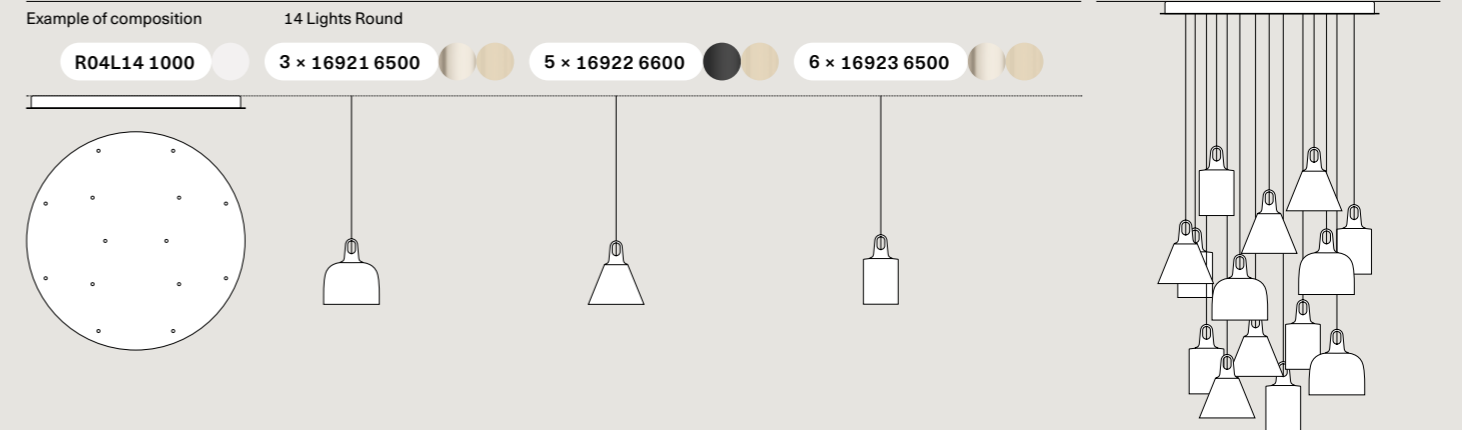 Example of composition 14 Lights Round
R04L14 1000 3 × 16921 6500 5 × 16922 6600 6 × 16923 6500